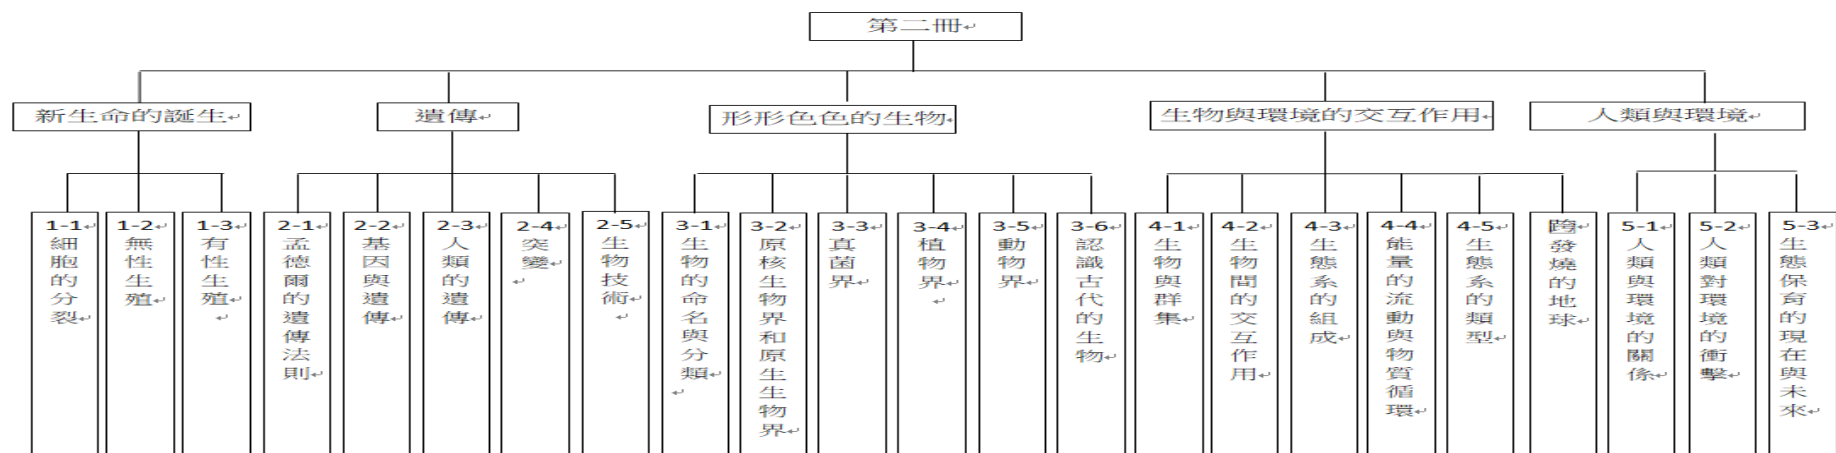 第二冊
新生命的誕生
遺傳
形形色色的生物
生物與環境的交互作用
人類與環境
1-1
細胞的分裂
1-2
無性生殖
1-3
有性生殖
2-1
孟德爾的遺傳法則
2-2
基因與遺傳
2-3
人類的遺傳
2-4
突變
2-5
生物技術
3-1
生物的命名與分類
3-2
原核生物界和原生生物界
3-3
真菌界
3-4
植物界
3-5
動物界
3-6
認識古代的生物
4-1
生物與群集
4-2
生物間的交互作用
4-3
生態系的組成
4-4
能量的流動與物質循環
4-5
生態系的類型
跨
發燒的地球
5-1
人類與環境的關係
5-2
人類對環境的衝擊
5-3
生態保育的現在與未來